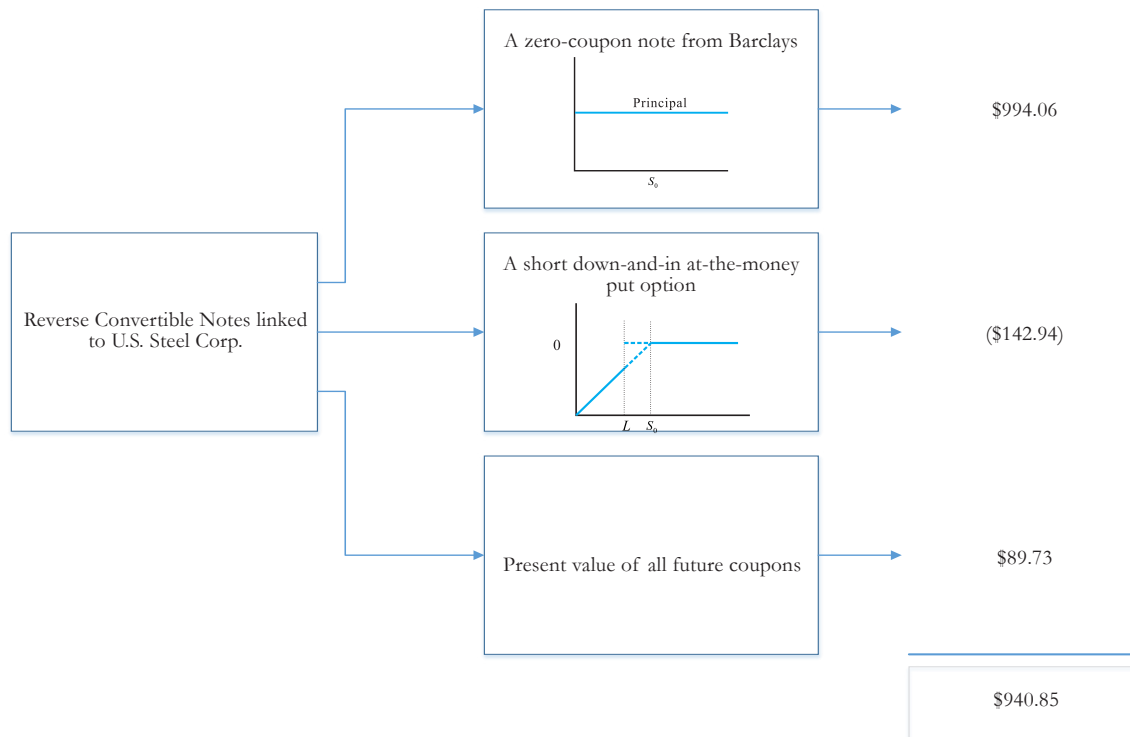 A zero-coupon note from Barclays
Principal
S₀
$994.06
Reverse Convertible Notes linked
to U.S. Steel Corp.
A short down-and-in at-the-money
put option
0
L S₀
($142.94)
Present value of all future coupons
$89.73
$940.85